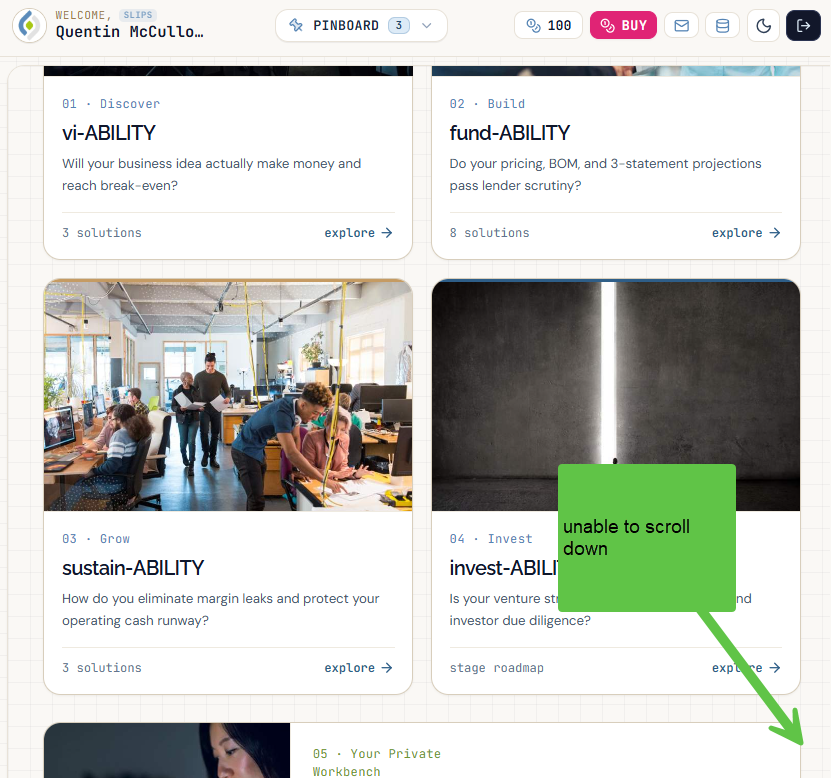 WELCOME, SLIPS
Quentin McCullo…
PINBOARD 3
100
BUY
01 · Discover
vi-ABILITY
Will your business idea actually make money and
reach break-even?
3 solutions
explore →
02 · Build
fund-ABILITY
Do your pricing, BOM, and 3-statement projections
pass lender scrutiny?
8 solutions
explore →
03 · Grow
sustain-ABILITY
How do you eliminate margin leaks and protect your
operating cash runway?
3 solutions
explore →
04 · Invest
invest-ABILI
Is your venture str nd
investor due diligence?
stage roadmap
explore →
unable to scroll
down
05 · Your Private
Workbench